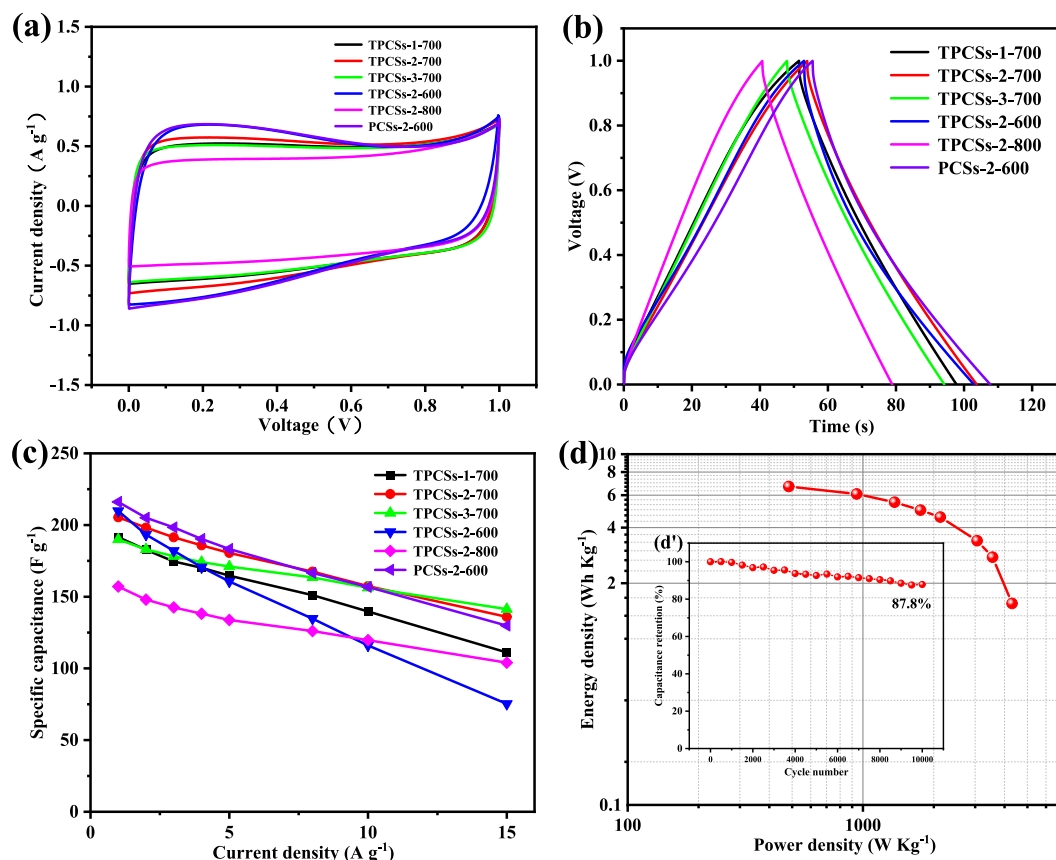 (a)
TPCSs-1-700
TPCSs-2-700
TPCSs-3-700
TPCSs-2-600
TPCSs-2-800
PCSs-2-600
Current density（A g-1）
1.5
1.0
0.5
0.0
-0.5
-1.0
-1.5
0.0 0.2 0.4 0.6 0.8 1.0
Voltage（V）
(b)
TPCSs-1-700
TPCSs-2-700
TPCSs-3-700
TPCSs-2-600
TPCSs-2-800
PCSs-2-600
Voltage (V)
1.0
0.8
0.6
0.4
0.2
0.0
0 20 40 60 80 100 120
Time (s)
(c)
TPCSs-1-700
TPCSs-2-700
TPCSs-3-700
TPCSs-2-600
TPCSs-2-800
PCSs-2-600
Specific capacitance (F g-1)
250
200
150
100
50
0
0 5 10 15
Current density (A g-1)
(d)
Energy density (Wh Kg-1)
10
8
6
4
2
0.1
100 1000
Power density (W Kg-1)
(d')
Capacitance retention (%)
100
80
60
40
20
0
87.8%
0 2000 4000 6000 8000 10000
Cycle number